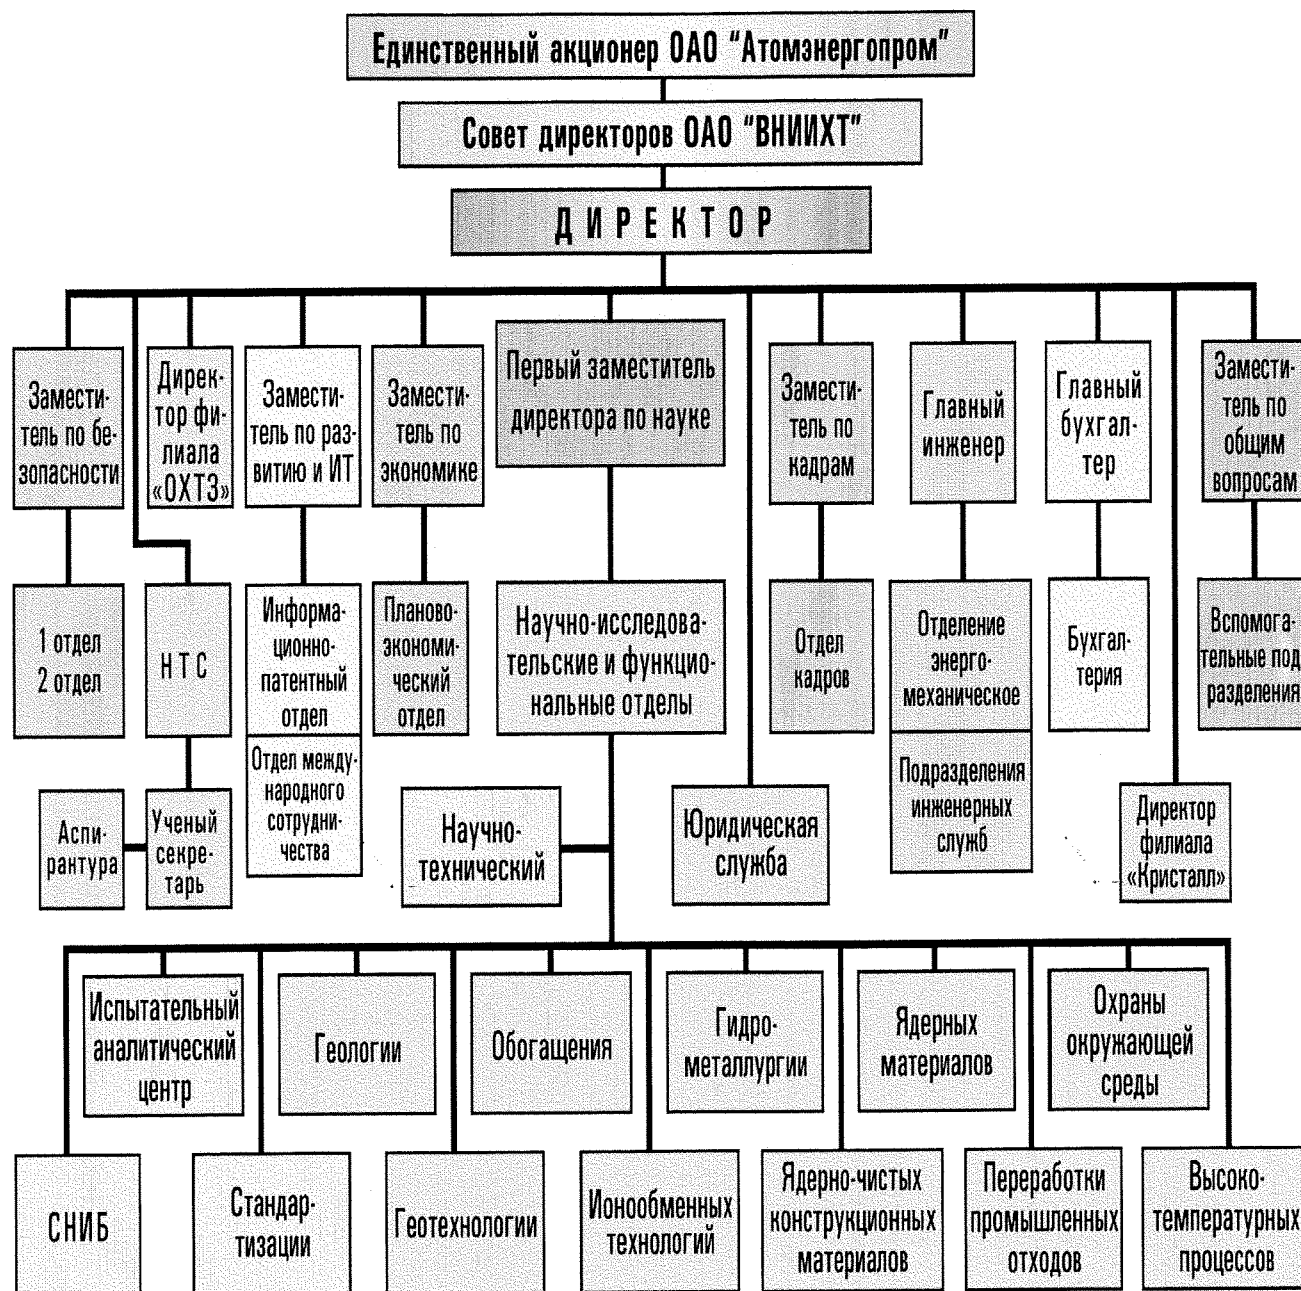 Единственный акционер ОАО "Атомэнергопром"
Совет директоров ОАО "ВНИИХТ"
ДИРЕКТОР
Замести-
тель по бе-
зопасности
Дирек-
тор фи-
лиала
«ОХТЗ»
Замести-
тель по раз-
витию и ИТ
Замести-
тель по
экономике
Первый заместитель
директора по науке
Замести-
тель по
кадрам
Главный
инженер
Главный
бухгал-
тер
Замести-
тель по
общим
вопросам
1 отдел
2 отдел
НТС
Информа-
ционно-
патентный
отдел
Планово-
экономи-
ческий
отдел
Научно-исследова-
тельские и функцио-
нальные отделы
Отдел
кадров
Отделение
энерго-
механическое
Бухгал-
терия
Вспомога-
тельные под
разделения
Аспи-
рантура
Ученый
секре-
тарь
Отдел между-
народного
сотрудни-
чества
Научно-
технический
Юридическая
служба
Подразделения
инженерных
служб
Директор
филиала
«Кристалл»
Испытательный
аналитический
центр
Геологии
Обогащения
Гидро-
металлургии
Ядерных
материалов
Охраны
окружающей
среды
СНИБ
Стандар-
тизации
Геотехнологии
Ионообменных
технологий
Ядерно-чистых
конструкционных
материалов
Переработки
промышленных
отходов
Высоко-
температурных
процессов